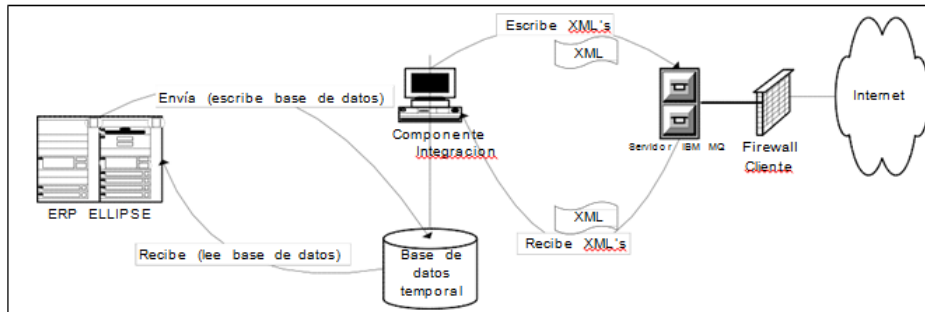 Escribe XML's
XML
Envía (escribe base de datos)
Componente
Integracion
Servidor IBM MQ
Firewall
Cliente
Internet
ERP ELLIPSE
Recibe (lee base de datos)
Base de
datos
temporal
XML
Recibe XML's